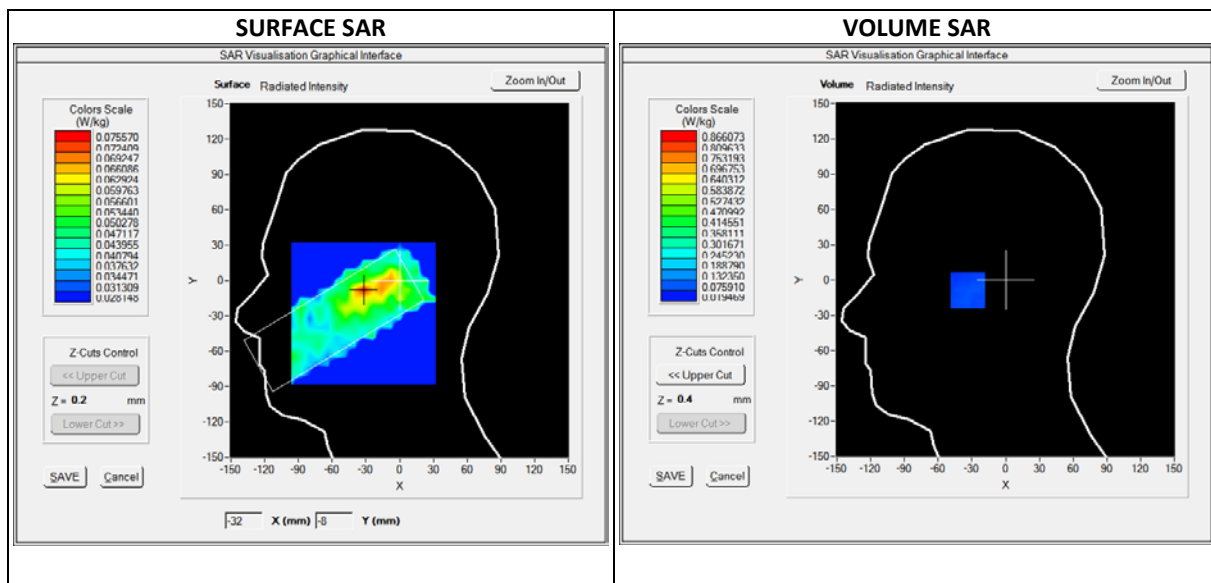 SURFACE SAR
SAR Visualisation Graphical Interface
Surface Radiated Intensity
Zoom In/Out
Colors Scale
(W/kg)
0.075570
0.072409
0.069247
0.066086
0.062924
0.059763
0.056601
0.053440
0.050278
0.047117
0.043955
0.040794
0.037632
0.034471
0.031309
0.028148
Z-Cuts Control
<< Upper Cut
Z = 0.2 mm
Lower Cut >>
SAVE Cancel
150
120
90
60
30
0
-30
-60
-90
-120
-150
Y
-150 -120 -90 -60 -30 0 30 60 90 120 150
X
-32 X (mm) -8 Y (mm)
VOLUME SAR
SAR Visualisation Graphical Interface
Volume Radiated Intensity
Zoom In/Out
Colors Scale
(W/kg)
0.866073
0.809633
0.753193
0.696753
0.640312
0.583872
0.527432
0.470992
0.414551
0.358111
0.301671
0.245230
0.188790
0.132350
0.075910
0.019469
Z-Cuts Control
<< Upper Cut
Z = 0.4 mm
Lower Cut >>
SAVE Cancel
150
120
90
60
30
0
-30
-60
-90
-120
-150
Y
-150 -120 -90 -60 -30 0 30 60 90 120 150
X